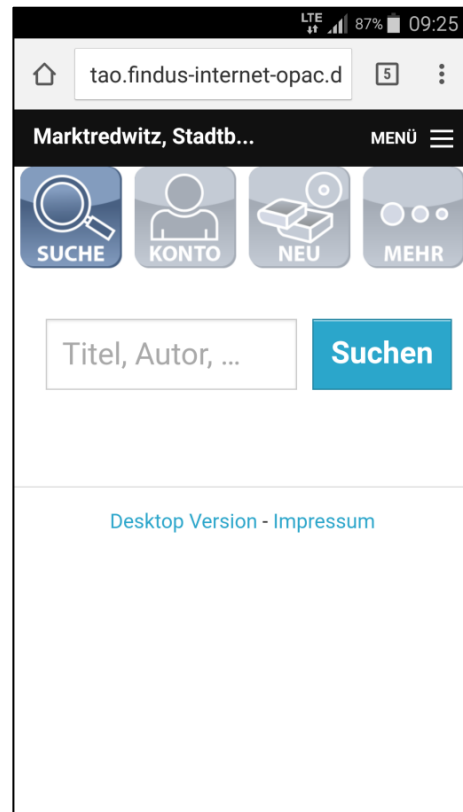 LTE 87% 09:25
tao.findus-internet-opac.d 5
Marktredwitz, Stadtb... MENÜ
SUCHE KONTO NEU MEHR
Titel, Autor, ... Suchen
Desktop Version - Impressum